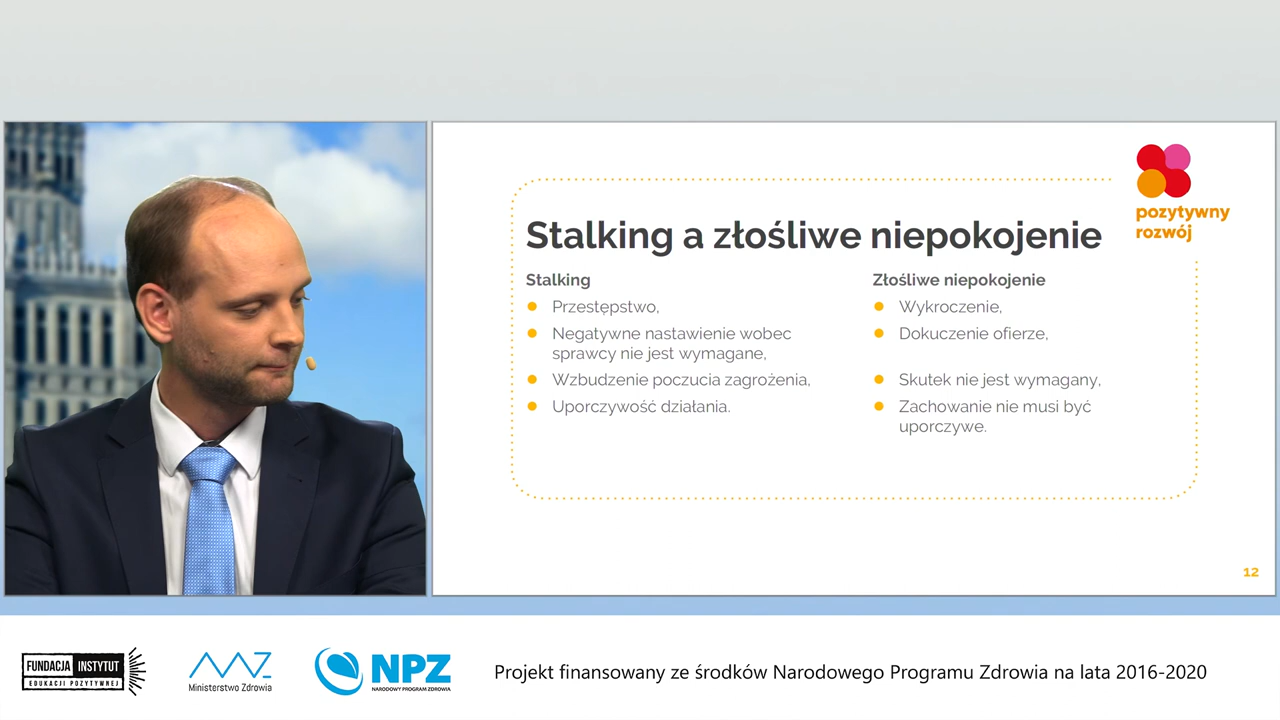 pozytywny
rozwój
Stalking a złośliwe niepokojenie
Stalking
Przestępstwo,
Negatywne nastawienie wobec
sprawcy nie jest wymagane,
Wzbudzenie poczucia zagrożenia,
Uporczywość działania.
Złośliwe niepokojenie
Wykroczenie,
Dokuczenie ofierze,
Skutek nie jest wymagany,
Zachowanie nie musi być
uporczywe.
12
FUNDACJA INSTYTUT
EDUKACJI POZYTYWNEJ
Ministerstwo Zdrowia
NPZ
NARODOWY PROGRAM ZDROWIA
Projekt finansowany ze środków Narodowego Programu Zdrowia na lata 2016-2020